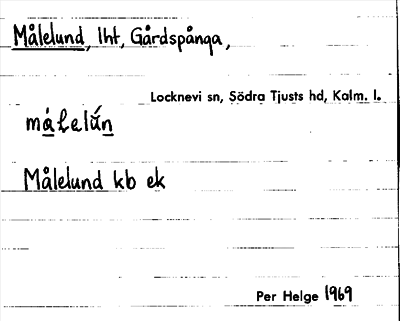 Målelund, lht, Gårdspånga,
Locknevi sn, Södra Tjusts hd, Kalm. l.
målelún
Målelund kb ek
Per Helge 1969